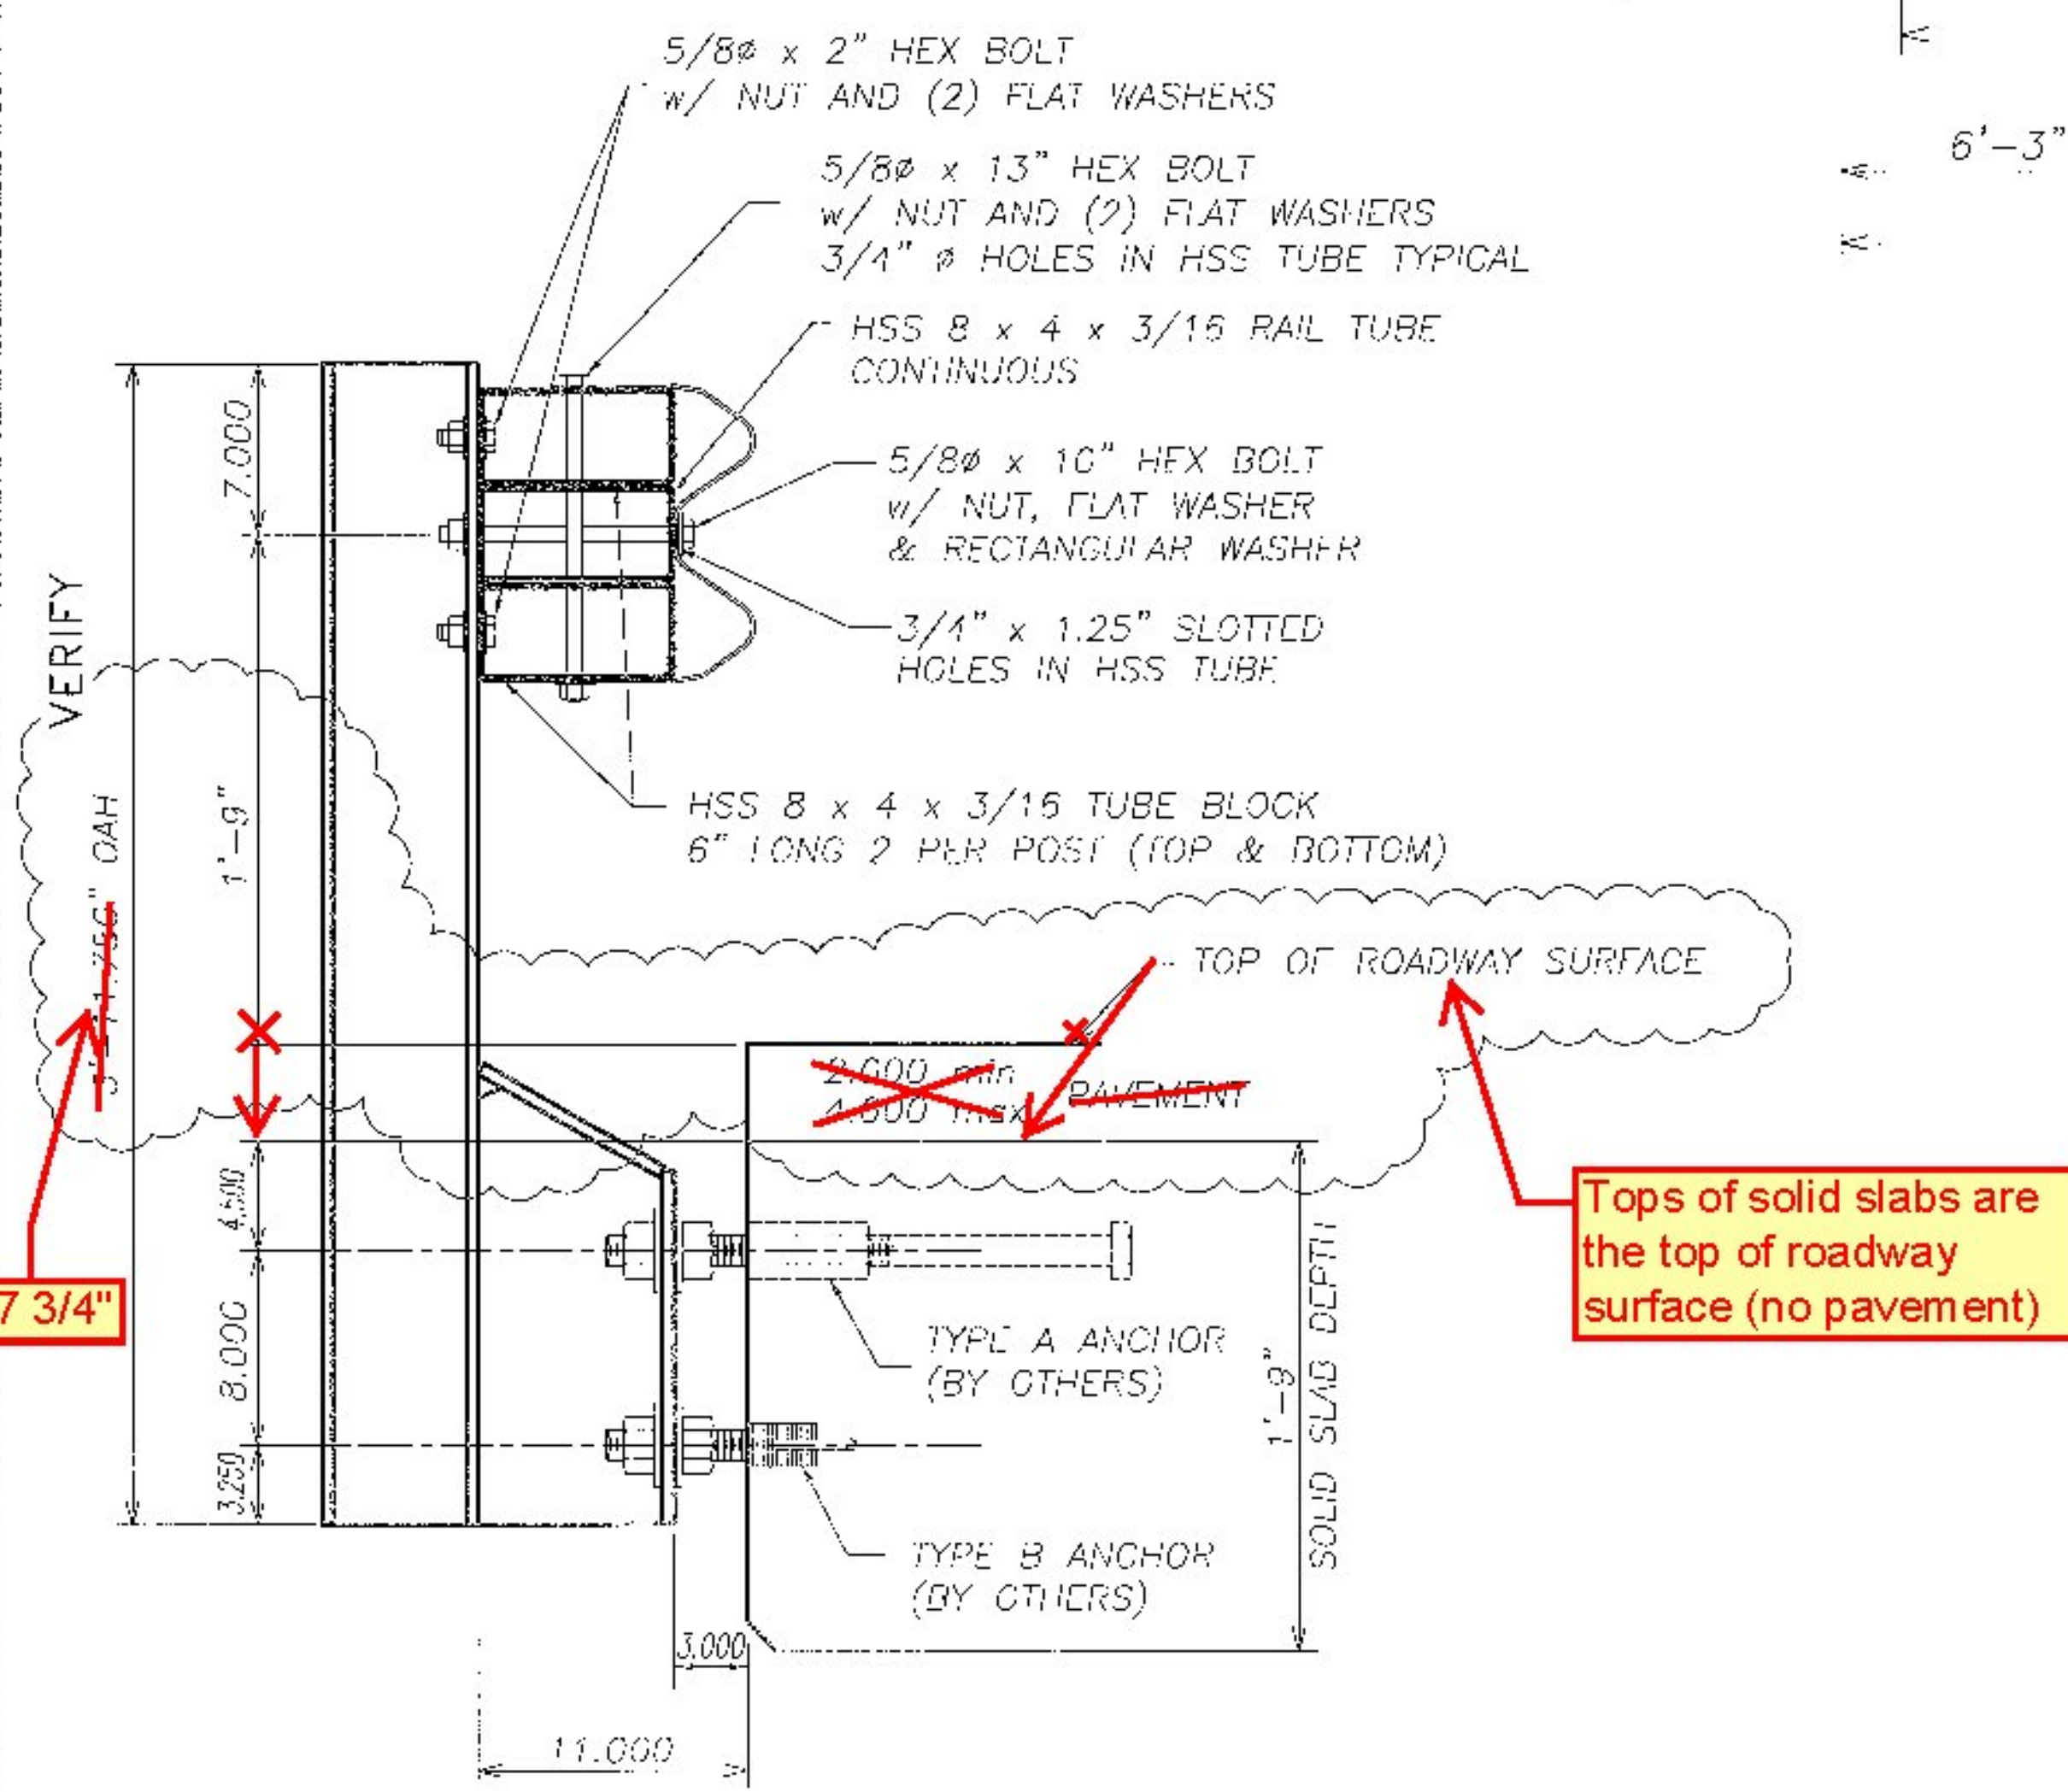 5/8ø x 2" HEX BOLT
w/ NUT AND (2) FLAT WASHERS
6'-3"
5/8ø x 13" HEX BOLT
w/ NUT AND (2) FLAT WASHERS
3/4" ø HOLES IN HSS TUBE TYPICAL
HSS 8 x 4 x 3/16 RAIL TUBE
CONTINUOUS
7.000
5/8ø x 10" HEX BOLT
w/ NUT, FLAT WASHER
& RECTANGULAR WASHER
VERIFY
3/4" x 1.25" SLOTTED
HOLES IN HSS TUBE
1'-9"
OAH
HSS 8 x 4 x 3/16 TUBE BLOCK
6" LONG 2 PER POST (TOP & BOTTOM)
TOP OF ROADWAY SURFACE
2.000 min
4.000 max
PAVEMENT
4.500
Tops of solid slabs are
the top of roadway
surface (no pavement)
7 3/4"
8.000
TYPE A ANCHOR
(BY OTHERS)
1'-9"
SOLID SLAB DEPTH
3.250
TYPE B ANCHOR
(BY OTHERS)
3.000
11.000